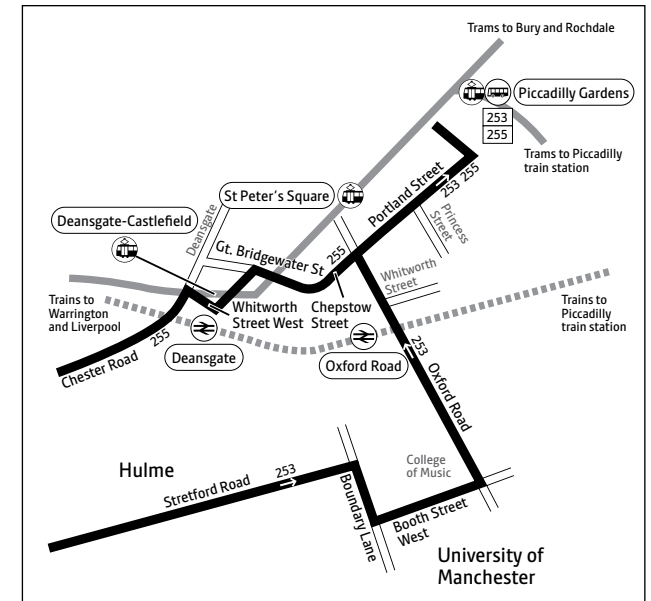 Trams to Bury and Rochdale
Piccadilly Gardens
253
255
Trams to Piccadilly
train station
Portland Street
253 255
Princess
Street
St Peter's Square
Deansgate-Castlefield
Deansgate
Gt. Bridgewater St
255
Whitworth
Street
Trains to
Warrington
and Liverpool
Whitworth
Street West
Chepstow
Street
Trains to
Piccadilly
train station
255
Chester Road
Deansgate
Oxford Road
253
Oxford Road
Hulme
Stretford Road
253
College
of Music
Boundary Lane
Booth Street
West
University of
Manchester